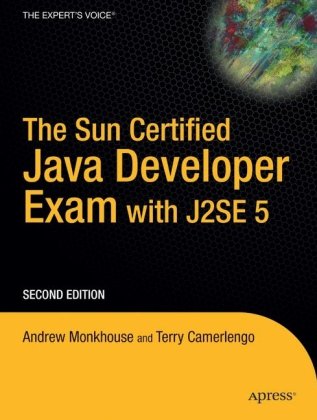 THE EXPERT'S VOICE®
The Sun Certified
Java Developer
Exam with J2SE 5
SECOND EDITION
Andrew Monkhouse and Terry Camerlengo
Apress®